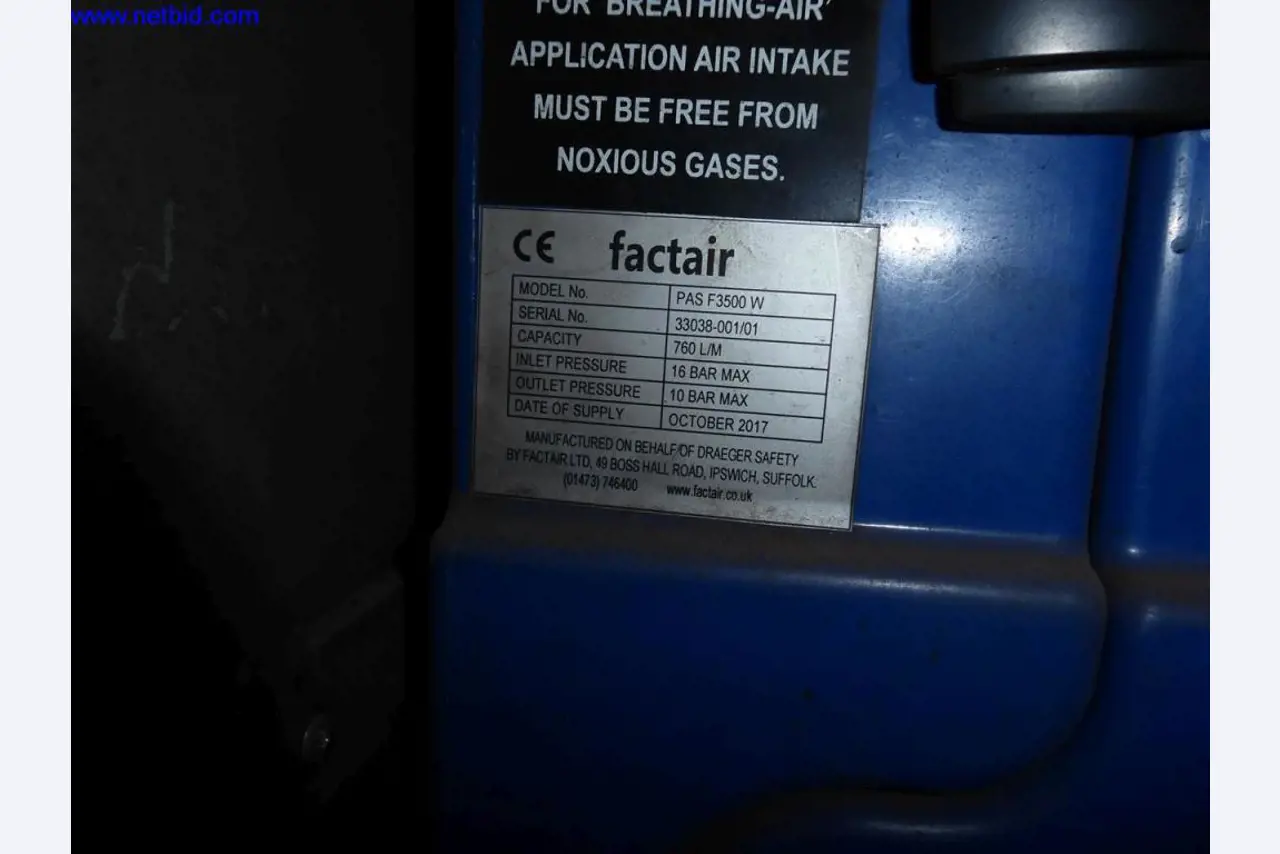 www.netbid.com
FOR 'BREATHING-AIR'
APPLICATION AIR INTAKE
MUST BE FREE FROM
NOXIOUS GASES.
CE factair
MODEL No. PAS F3500 W
SERIAL No. 33038-001/01
CAPACITY 760 L/M
INLET PRESSURE 16 BAR MAX
OUTLET PRESSURE 10 BAR MAX
DATE OF SUPPLY OCTOBER 2017
MANUFACTURED ON BEHALF OF DRAEGER SAFETY
BY FACTAIR LTD, 49 BOSS HALL ROAD, IPSWICH, SUFFOLK.
(01473) 746400 www.factair.co.uk